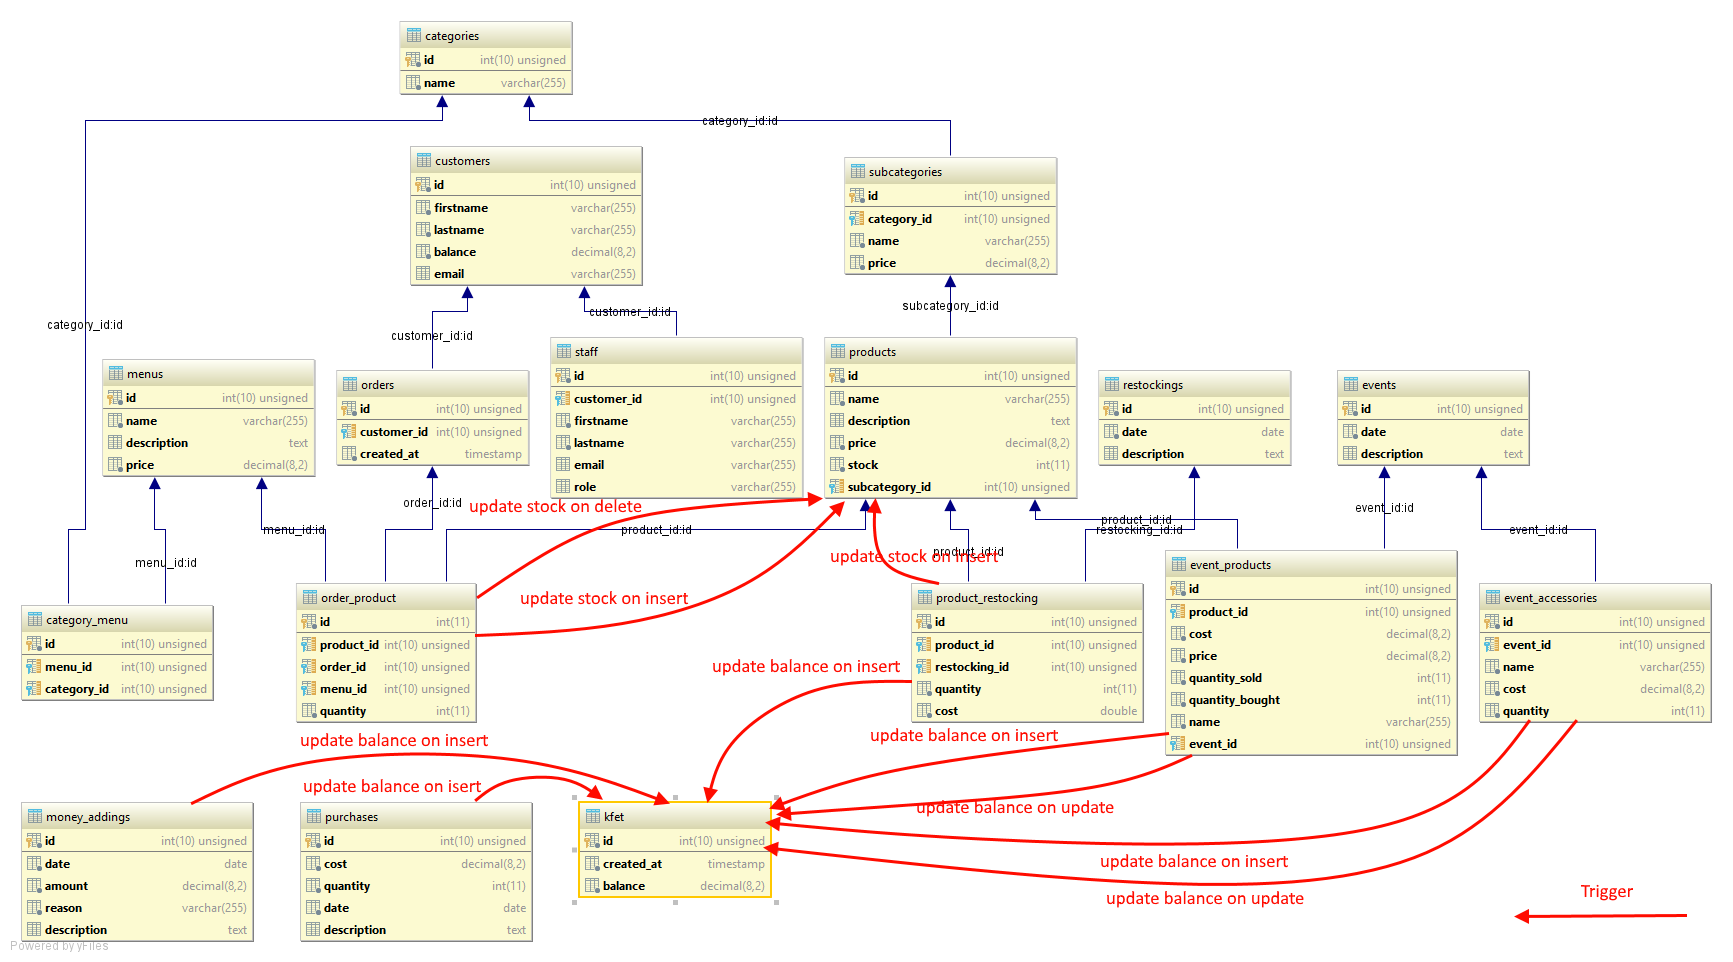 categories
id int(10) unsigned
name varchar(255)
category_id:id
customers
id int(10) unsigned
firstname varchar(255)
lastname varchar(255)
balance decimal(8,2)
email varchar(255)
subcategories
id int(10) unsigned
category_id int(10) unsigned
name varchar(255)
price decimal(8,2)
category_id:id
customer_id:id
customer_id:id
subcategory_id:id
menus
id int(10) unsigned
name varchar(255)
description text
price decimal(8,2)
orders
id int(10) unsigned
customer_id int(10) unsigned
created_at timestamp
staff
id int(10) unsigned
customer_id int(10) unsigned
firstname varchar(255)
lastname varchar(255)
email varchar(255)
role varchar(255)
products
id int(10) unsigned
name varchar(255)
description text
price decimal(8,2)
stock int(11)
subcategory_id int(10) unsigned
restockings
id int(10) unsigned
date date
description text
events
id int(10) unsigned
date date
description text
order_id:id
update stock on delete
menu_id:id
product_id:id
product_id:id
restocking_id:id
event_id:id
event_id:id
menu_id:id
update stock on insert
product_id:id
update stock on insert
category_menu
id int(10) unsigned
menu_id int(10) unsigned
category_id int(10) unsigned
order_product
id int(11)
product_id int(10) unsigned
order_id int(10) unsigned
menu_id int(10) unsigned
quantity int(11)
product_restocking
id int(10) unsigned
product_id int(10) unsigned
restocking_id int(10) unsigned
quantity int(11)
cost double
event_products
id int(10) unsigned
product_id int(10) unsigned
cost decimal(8,2)
price decimal(8,2)
quantity_sold int(11)
quantity_bought int(11)
name varchar(255)
event_id int(10) unsigned
event_accessories
id int(10) unsigned
event_id int(10) unsigned
name varchar(255)
cost decimal(8,2)
quantity int(11)
update balance on insert
update balance on insert
update balance on insert
update balance on isert
update balance on update
money_addings
id int(10) unsigned
date date
amount decimal(8,2)
reason varchar(255)
description text
purchases
id int(10) unsigned
cost decimal(8,2)
quantity int(11)
date date
description text
kfet
id int(10) unsigned
created_at timestamp
balance decimal(8,2)
update balance on insert
update balance on update
Trigger
Powered by yFiles